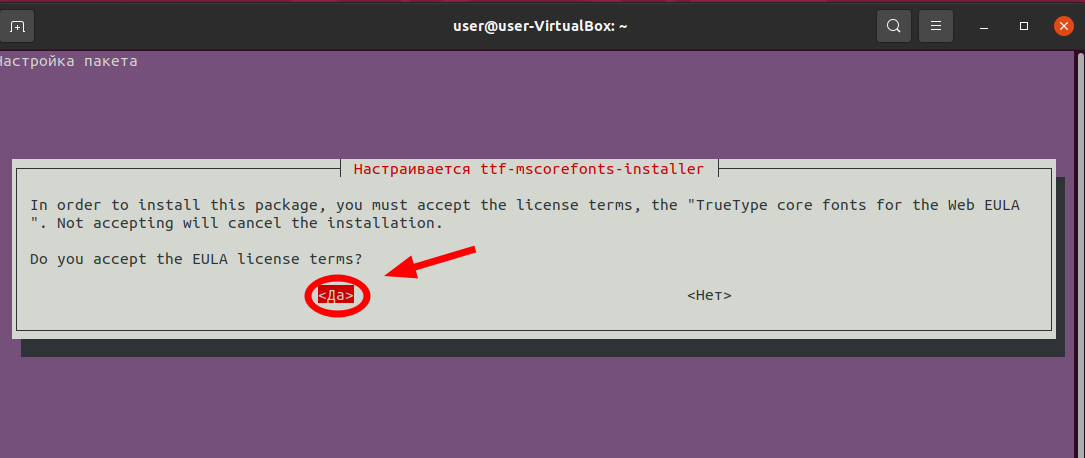 user@user-VirtualBox: ~
Настройка пакета
Настраивается ttf-mscorefonts-installer
In order to install this package, you must accept the license terms, the "TrueType core fonts for the Web EULA
". Not accepting will cancel the installation.
Do you accept the EULA license terms?
<Да> <Нет>